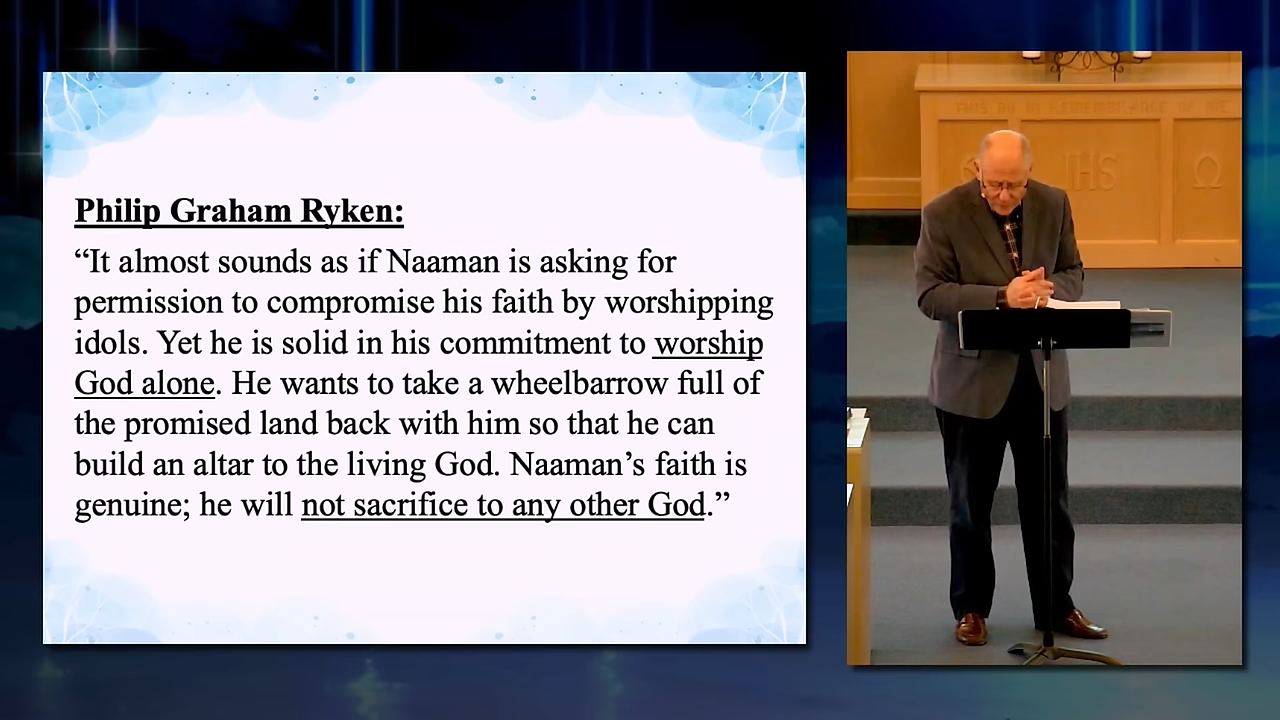 Philip Graham Ryken:
“It almost sounds as if Naaman is asking for
permission to compromise his faith by worshipping
idols. Yet he is solid in his commitment to worship
God alone. He wants to take a wheelbarrow full of
the promised land back with him so that he can
build an altar to the living God. Naaman’s faith is
genuine; he will not sacrifice to any other God.”
IHS
Ω